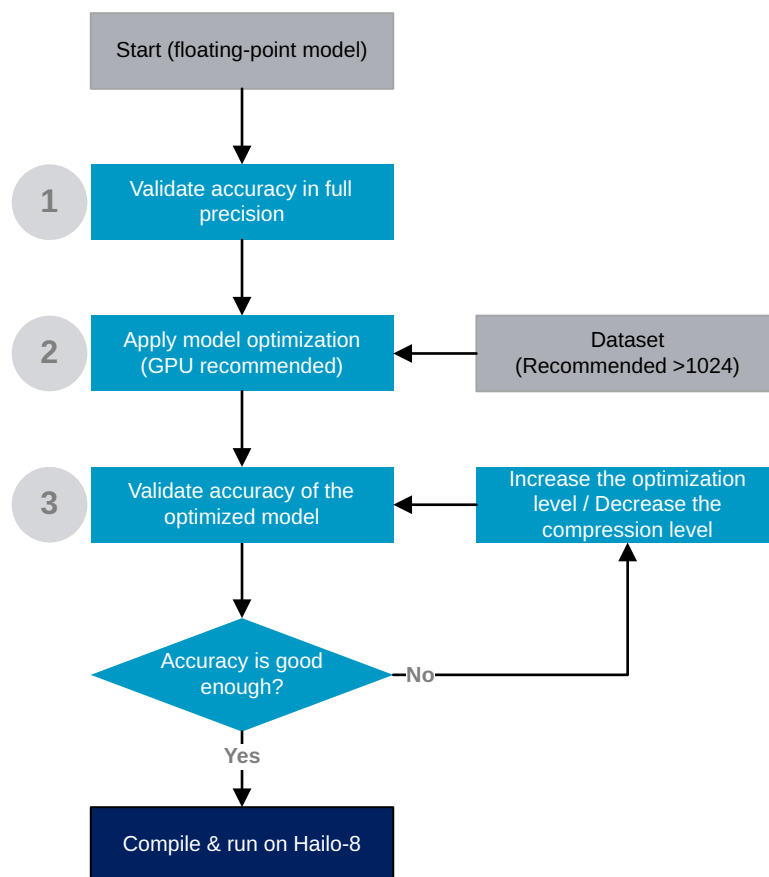 Start (floating-point model)
1
Validate accuracy in full
precision
2
Apply model optimization
(GPU recommended)
Dataset
(Recommended >1024)
3
Validate accuracy of the
optimized model
Increase the optimization
level / Decrease the
compression level
Accuracy is good
enough?
No
Yes
Compile & run on Hailo-8